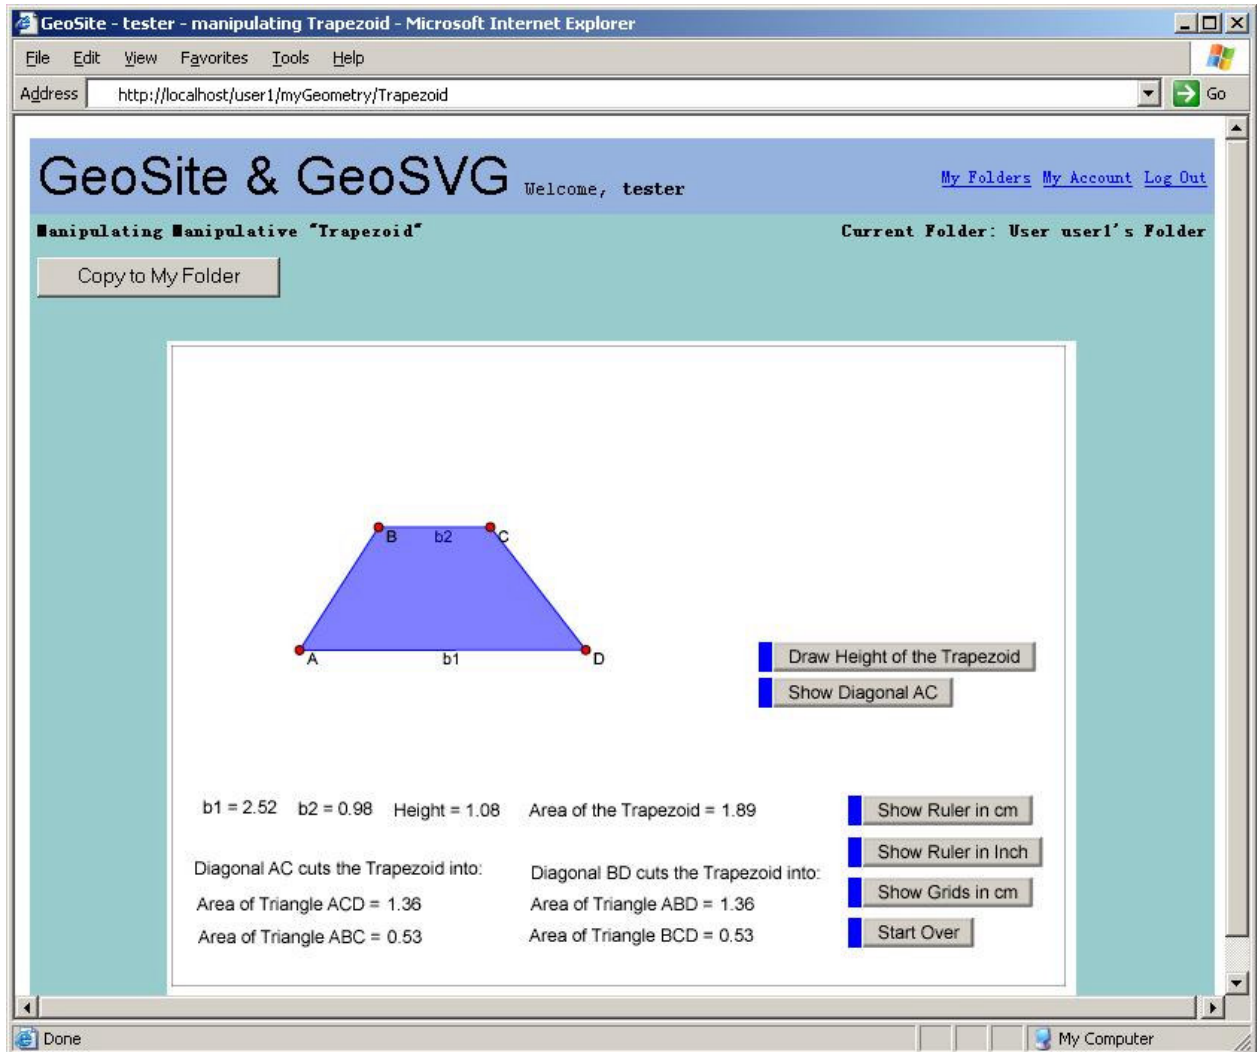 GeoSite - tester - manipulating Trapezoid - Microsoft Internet Explorer
File Edit View Favorites Tools Help
Address http://localhost/user1/myGeometry/Trapezoid Go
GeoSite & GeoSVG Welcome, tester My Folders My Account Log Out
Manipulating Manipulative "Trapezoid" Current Folder: User user1's Folder
Copy to My Folder
B b2 C
A b1 D
Draw Height of the Trapezoid
Show Diagonal AC
b1 = 2.52 b2 = 0.98 Height = 1.08 Area of the Trapezoid = 1.89 Show Ruler in cm
Show Ruler in Inch
Diagonal AC cuts the Trapezoid into: Diagonal BD cuts the Trapezoid into:
Area of Triangle ACD = 1.36 Area of Triangle ABD = 1.36 Show Grids in cm
Area of Triangle ABC = 0.53 Area of Triangle BCD = 0.53 Start Over
Done My Computer